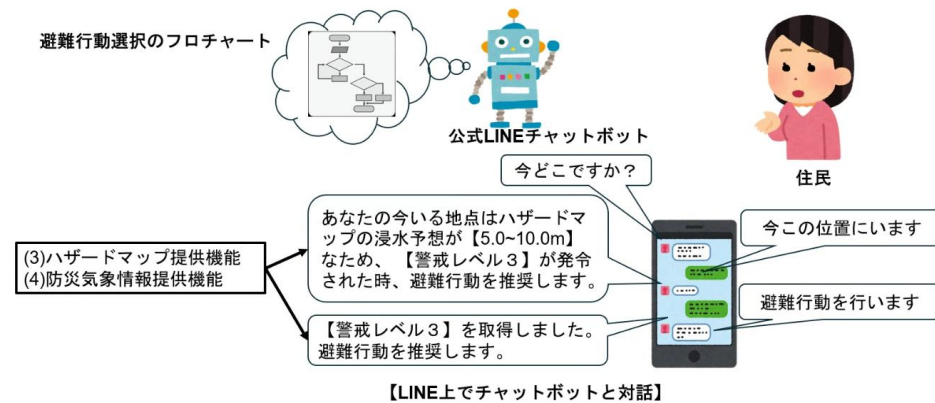 避難行動選択のフロチャート
公式LINEチャットボット
住民
今どこですか？
あなたの今いる地点はハザードマ
ップの浸水予想が【5.0~10.0m】
なため、【警戒レベル３】が発令
された時、避難行動を推奨します。
今この位置にいます
(3)ハザードマップ提供機能
(4)防災気象情報提供機能
避難行動を行います
【警戒レベル３】を取得しました。
避難行動を推奨します。
【LINE上でチャットボットと対話】